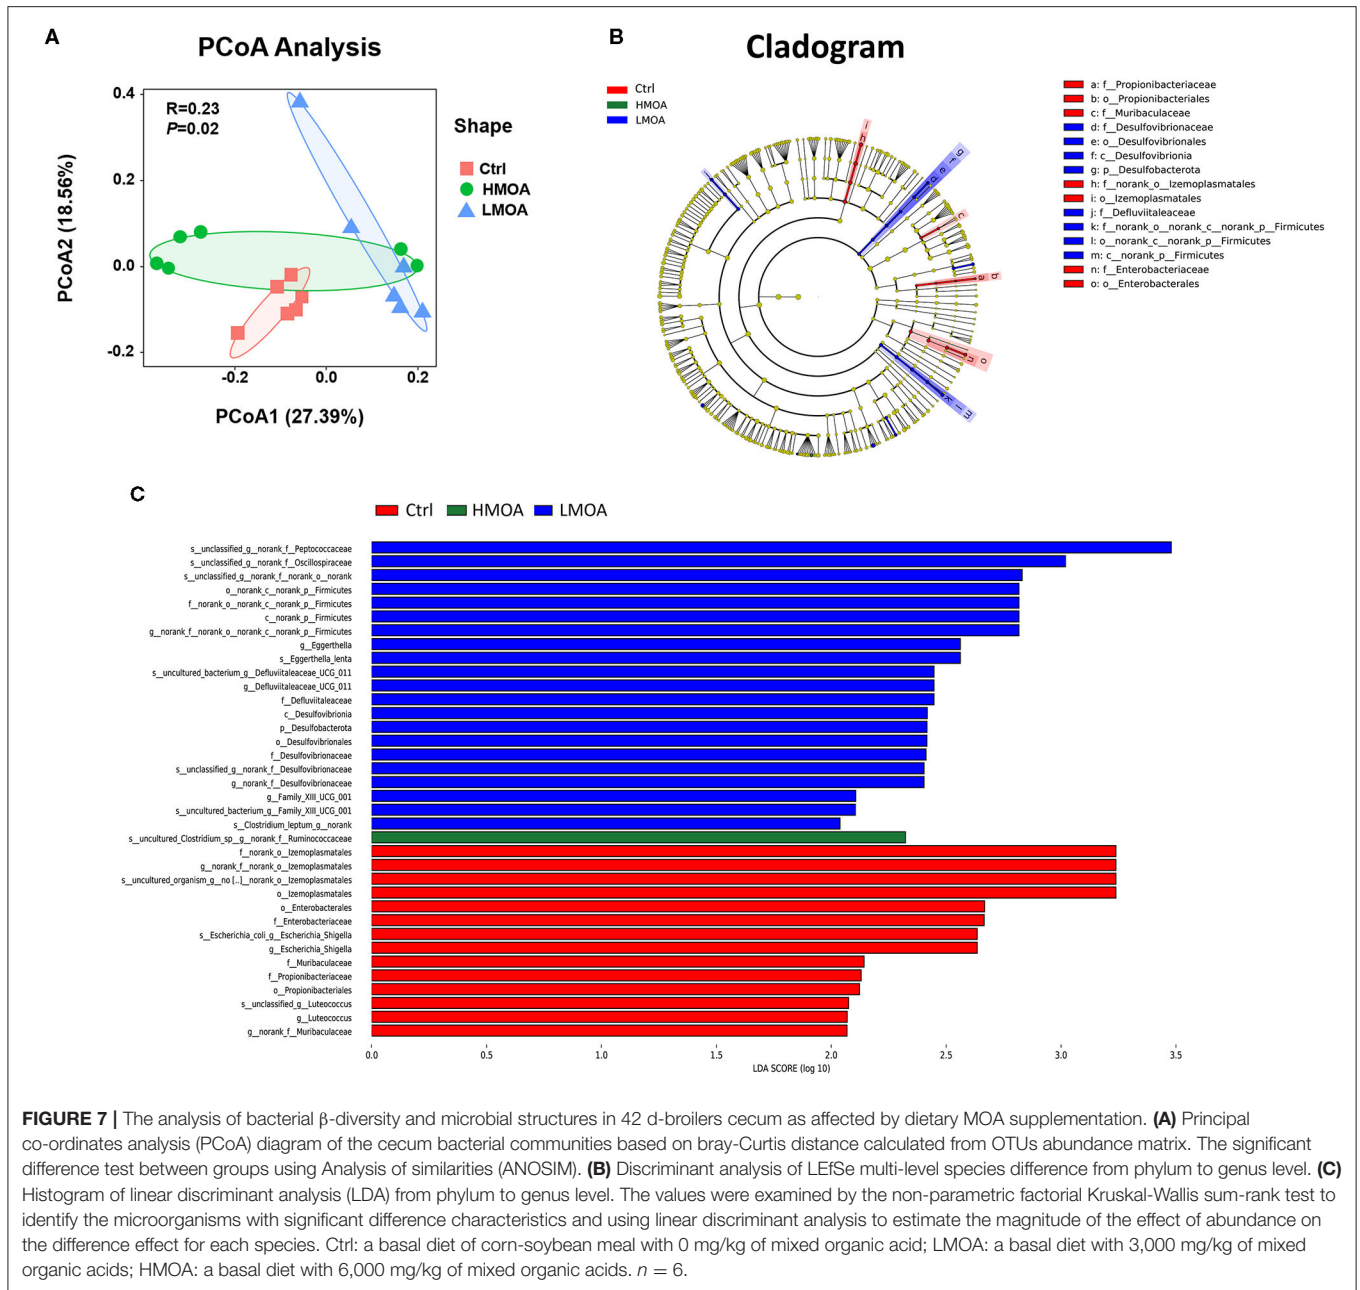 A
PCoA Analysis
R=0.23
P=0.02
0.4
0.2
0.0
-0.2
-0.2
0.0
0.2
PCoA2 (18.56%)
PCoA1 (27.39%)
Shape
Ctrl
HMOA
LMOA
B
Cladogram
Ctrl
HMOA
LMOA
a: f__Propionibacteriaceae
b: o__Propionibacteriales
c: f__Muribaculaceae
d: f__Desulfovibrionaceae
e: o__Desulfovibrionales
f: c__Desulfovibrionia
g: p__Desulfobacterota
h: f__norank_o__Izemoplasmatales
i: o__Izemoplasmatales
j: f__Defluviitaleaceae
k: f__norank_o__norank_c__norank_p__Firmicutes
l: o__norank_c__norank_p__Firmicutes
m: c__norank_p__Firmicutes
n: f__Enterobacteriaceae
o: o__Enterobacterales
i
h
g
f
e
d
c
b
a
o
n
m
l
k
j
C
Ctrl HMOA LMOA
s__unclassified_g__norank_f__Peptococcaceae
s__unclassified_g__norank_f__Oscillospiraceae
s__unclassified_g__norank_f__norank_o__norank
o__norank_c__norank_p__Firmicutes
f__norank_o__norank_c__norank_p__Firmicutes
c__norank_p__Firmicutes
g__norank_f__norank_o__norank_c__norank_p__Firmicutes
g__Eggerthella
s__Eggerthella_lenta
s__uncultured_bacterium_g__Defluviitaleaceae_UCG_011
g__Defluviitaleaceae_UCG_011
f__Defluviitaleaceae
c__Desulfovibrionia
p__Desulfobacterota
o__Desulfovibrionales
f__Desulfovibrionaceae
s__unclassified_g__norank_f__Desulfovibrionaceae
g__norank_f__Desulfovibrionaceae
g__Family_XIII_UCG_001
s__uncultured_bacterium_g__Family_XIII_UCG_001
s__Clostridium_leptum_g__norank
s__uncultured_Clostridium_sp__g__norank_f__Ruminococcaceae
f__norank_o__Izemoplasmatales
g__norank_f__norank_o__Izemoplasmatales
s__uncultured_organism_g__no [..]__norank_o__Izemoplasmatales
o__Izemoplasmatales
o__Enterobacterales
f__Enterobacteriaceae
s__Escherichia_coli_g__Escherichia_Shigella
g__Escherichia_Shigella
f__Muribaculaceae
f__Propionibacteriaceae
o__Propionibacteriales
s__unclassified_g__Luteococcus
g__Luteococcus
g__norank_f__Muribaculaceae
0.0 0.5 1.0 1.5 2.0 2.5 3.0 3.5
LDA SCORE (log 10)
FIGURE 7 | The analysis of bacterial β-diversity and microbial structures in 42 d-broilers cecum as affected by dietary MOA supplementation. (A) Principal
co-ordinates analysis (PCoA) diagram of the cecum bacterial communities based on bray-Curtis distance calculated from OTUs abundance matrix. The significant
difference test between groups using Analysis of similarities (ANOSIM). (B) Discriminant analysis of LEfSe multi-level species difference from phylum to genus level. (C)
Histogram of linear discriminant analysis (LDA) from phylum to genus level. The values were examined by the non-parametric factorial Kruskal-Wallis sum-rank test to
identify the microorganisms with significant difference characteristics and using linear discriminant analysis to estimate the magnitude of the effect of abundance on
the difference effect for each species. Ctrl: a basal diet of corn-soybean meal with 0 mg/kg of mixed organic acid; LMOA: a basal diet with 3,000 mg/kg of mixed
organic acids; HMOA: a basal diet with 6,000 mg/kg of mixed organic acids. n = 6.